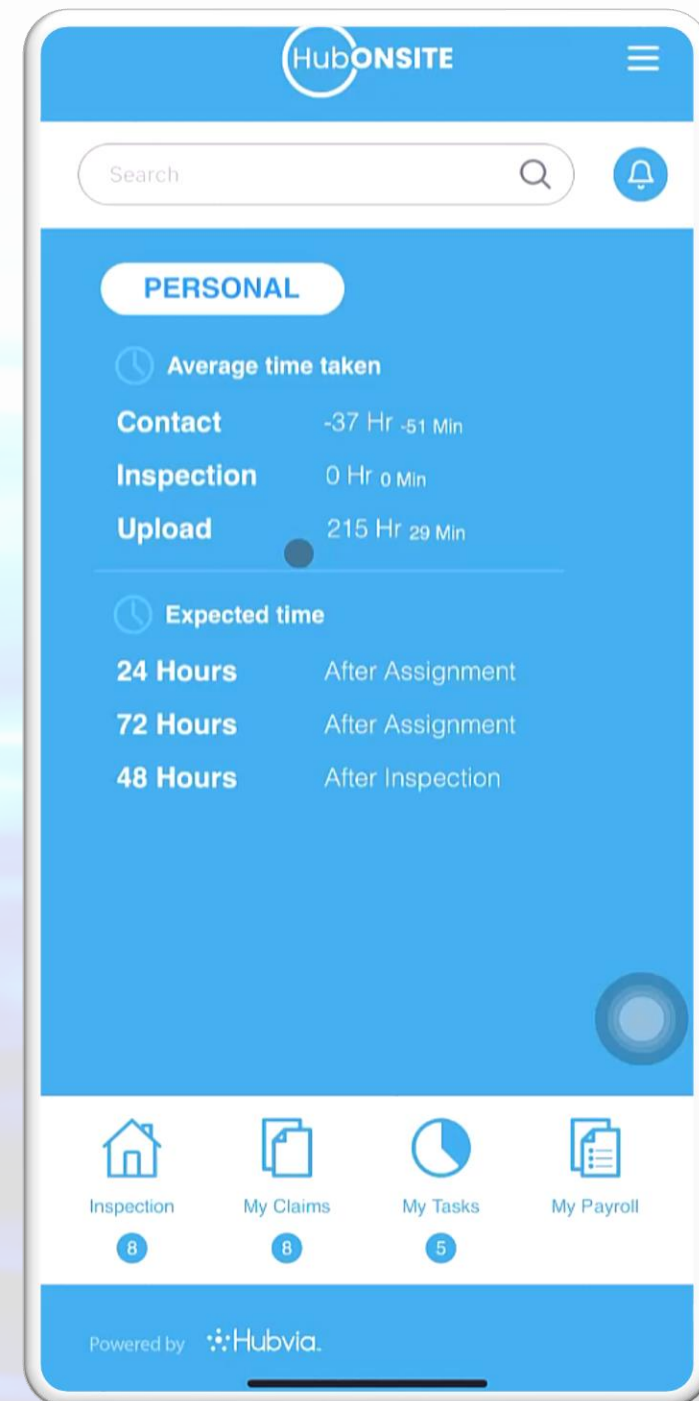 HubONSITE
Search
PERSONAL
Average time taken
Contact -37 Hr -51 Min
Inspection 0 Hr 0 Min
Upload 215 Hr 29 Min
Expected time
24 Hours After Assignment
72 Hours After Assignment
48 Hours After Inspection
Inspection My Claims My Tasks My Payroll
8 8 5
Powered by Hubvia.